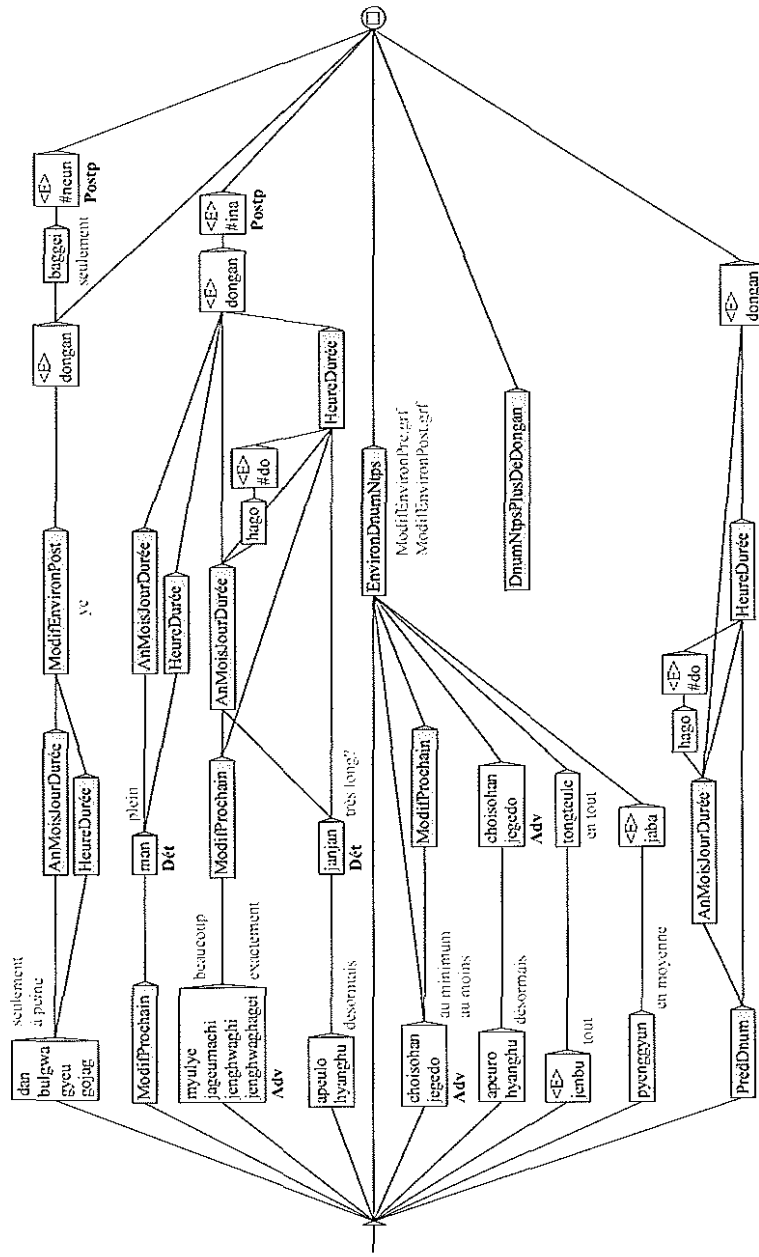 dan
bulgwa
gyeu
gojag
seulement
à peine
AnMoisJourDurée
HeureDurée
ModifEnvironPost
ye
<E>
dongan
baggei
seulement
<E>
#neun
Postp
ModifProchain
man
Dét
plein
AnMoisJourDurée
HeureDurée
<E>
dongan
<E>
#ina
Postp
myulye
jageumachi
jenghwaghi
jenghwaghagei
Adv
beaucoup
exactement
ModifProchain
AnMoisJourDurée
hago
<E>
#do
HeureDurée
apeulo
hyanghu
désormais
janjan
Dét
très long?
EnvironDnumNtps
ModifEnvironPre.grf
ModifEnvironPost.grf
choisohan
jegedo
Adv
au minimum
au moins
ModifProchain
apeuro
hyanghu
désormais
choisohan
jegedo
Adv
DnumNtpsPlusDeDongan
<E>
jenbu
tout
tongteule
en tout
pyenggyun
en moyenne
<E>
jaba
PrédDnum
AnMoisJourDurée
hago
<E>
#do
HeureDurée
<E>
dongan